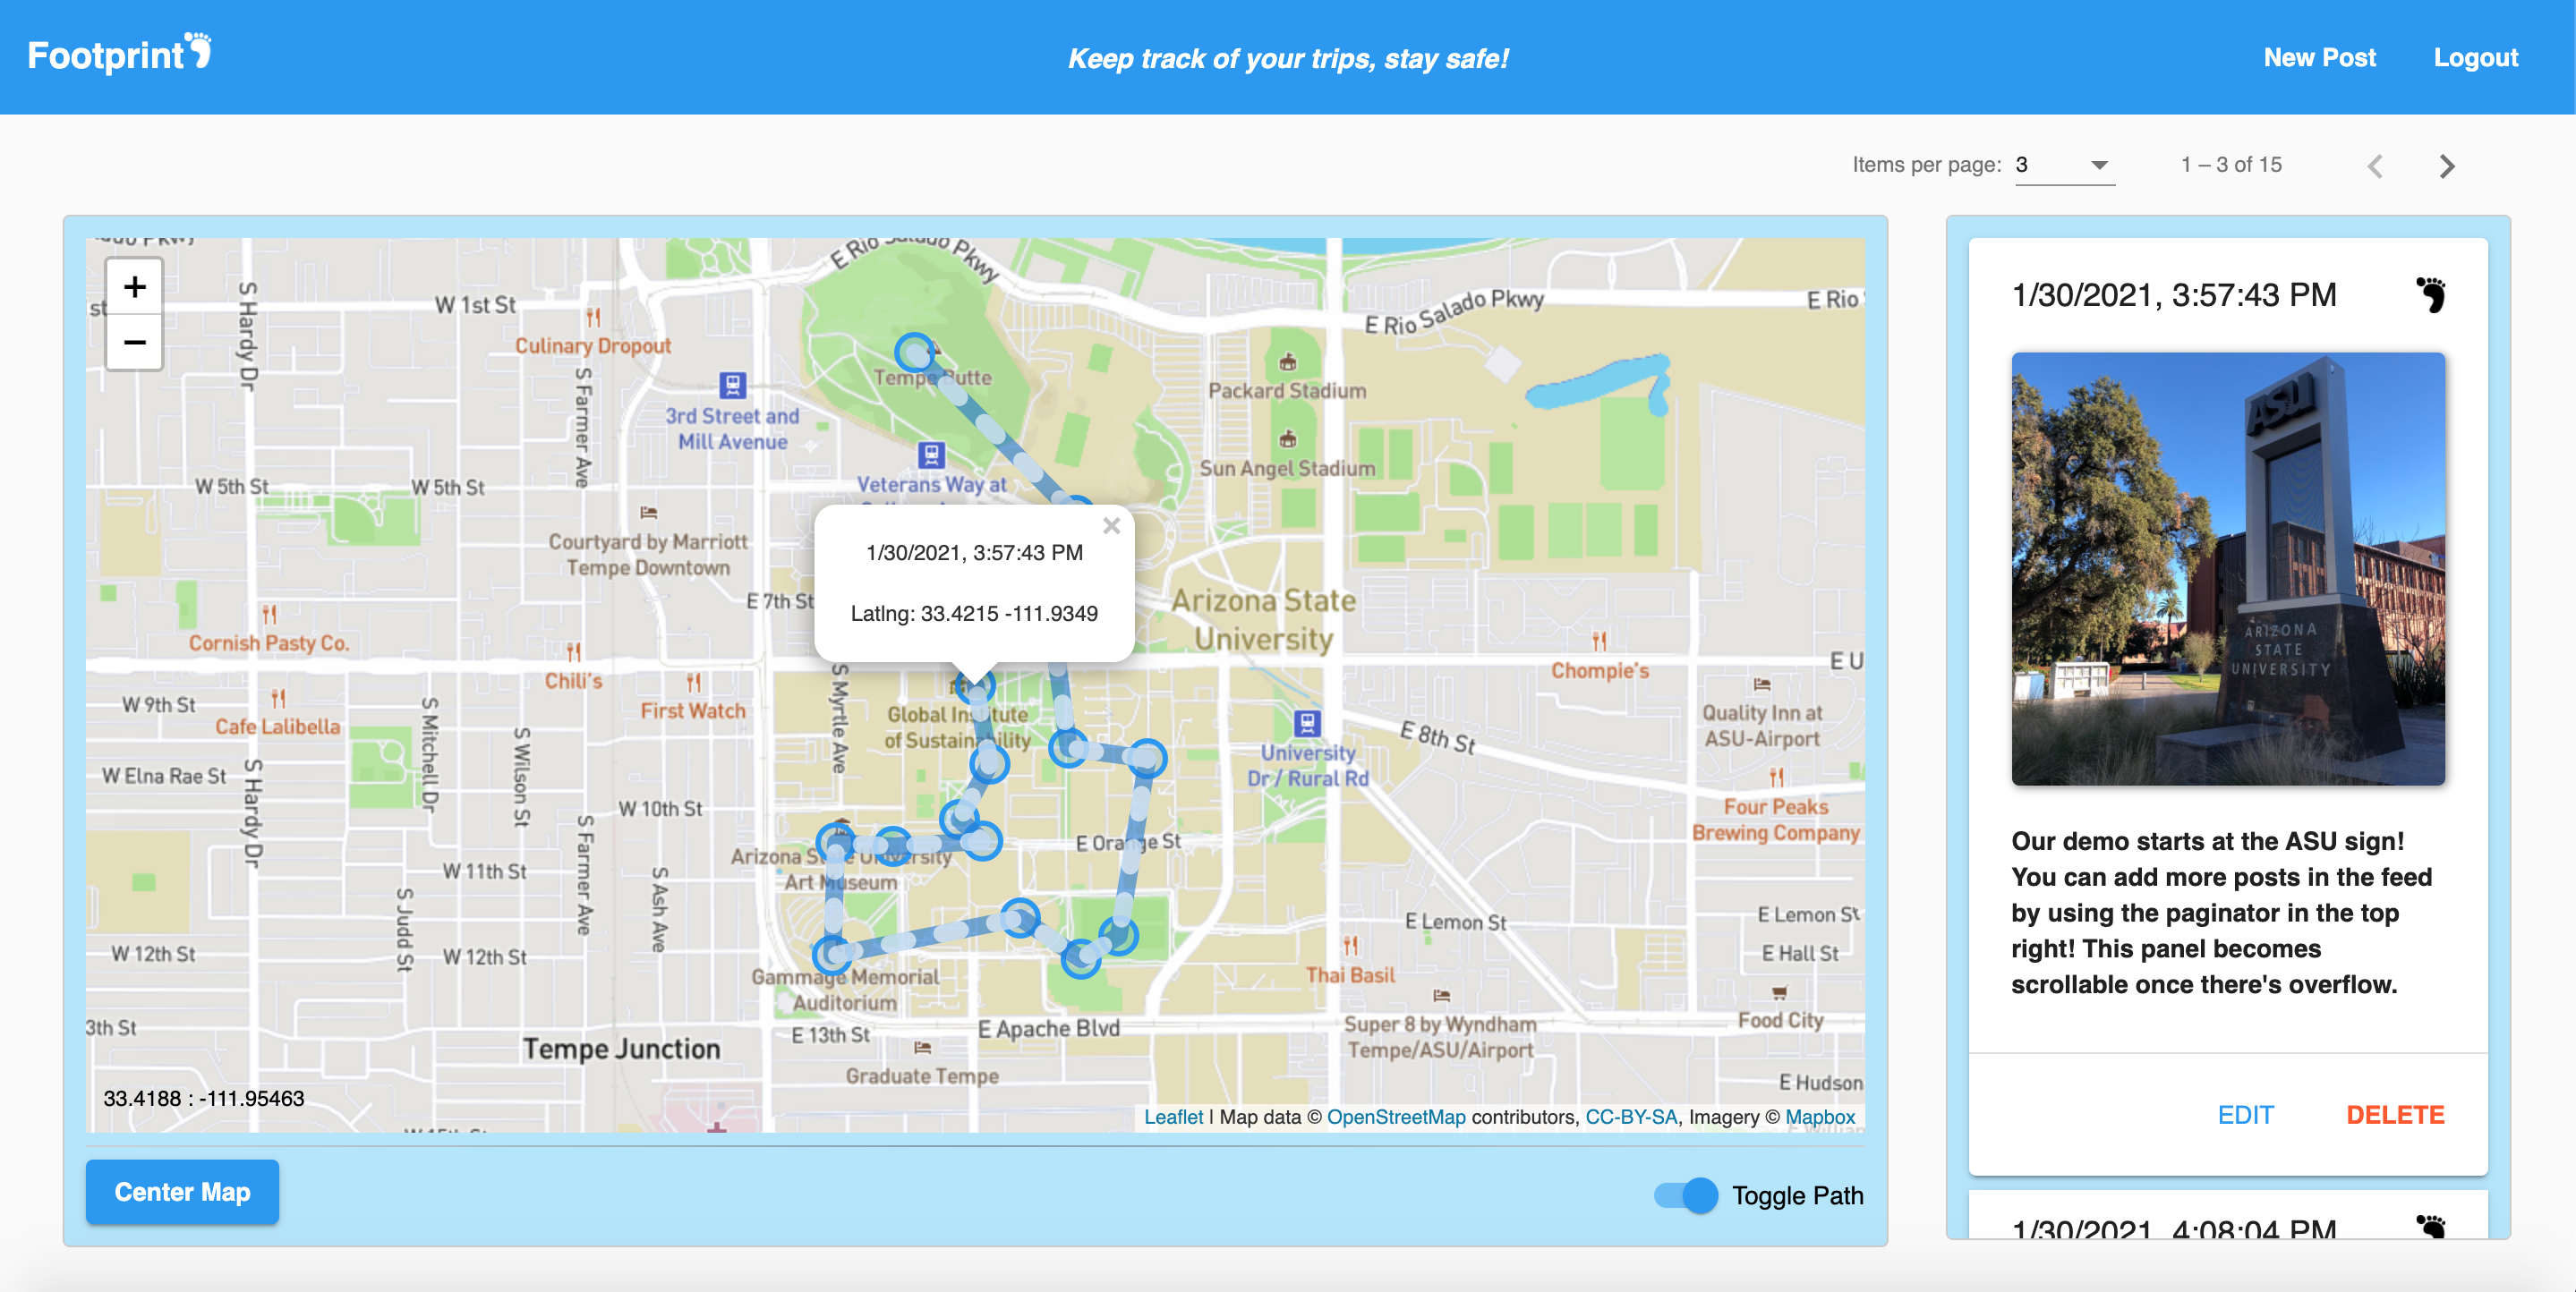 Footprint
Keep track of your trips, stay safe!
New Post
Logout
Items per page: 3
1 – 3 of 15
+
−
E Rio Salado Pkwy
E Rio Salado Pkwy
E Rio
st
W 1st St
S Hardy Dr
Culinary Dropout
S Farmer Ave
Tempe Butte
3rd Street and
Mill Avenue
Packard Stadium
Sun Angel Stadium
W 5th St
W 5th St
Veterans Way at
Courtyard by Marriott
Tempe Downtown
×
1/30/2021, 3:57:43 PM
Latlng: 33.4215 -111.9349
E 7th St
Arizona State
University
Cornish Pasty Co.
Chili's
Chompie's
E U
W 9th St
Cafe Lalibella
First Watch
S Mitchell Dr
S Wilson St
S Myrtle Ave
Global Institute
of Sustainability
University
Dr / Rural Rd
E 8th St
Quality Inn at
ASU-Airport
W Elna Rae St
S Hardy Dr
W 10th St
Four Peaks
Brewing Company
E Orange St
Arizona State University
Art Museum
W 11th St
S Judd St
S Farmer Ave
S Ash Ave
E Lemon St
E Lemon St
W 12th St
W 12th St
E Hall St
Gammage Memorial
Auditorium
Thai Basil
3th St
E 13th St
E Apache Blvd
Super 8 by Wyndham
Tempe/ASU/Airport
Food City
Tempe Junction
Graduate Tempe
E Hudson
33.4188 : -111.95463
Leaflet | Map data © OpenStreetMap contributors, CC-BY-SA, Imagery © Mapbox
Center Map
Toggle Path
1/30/2021, 3:57:43 PM
ASU
ARIZONA
STATE
UNIVERSITY
Our demo starts at the ASU sign!
You can add more posts in the feed
by using the paginator in the top
right! This panel becomes
scrollable once there's overflow.
EDIT
DELETE
1/30/2021, 4:08:04 PM